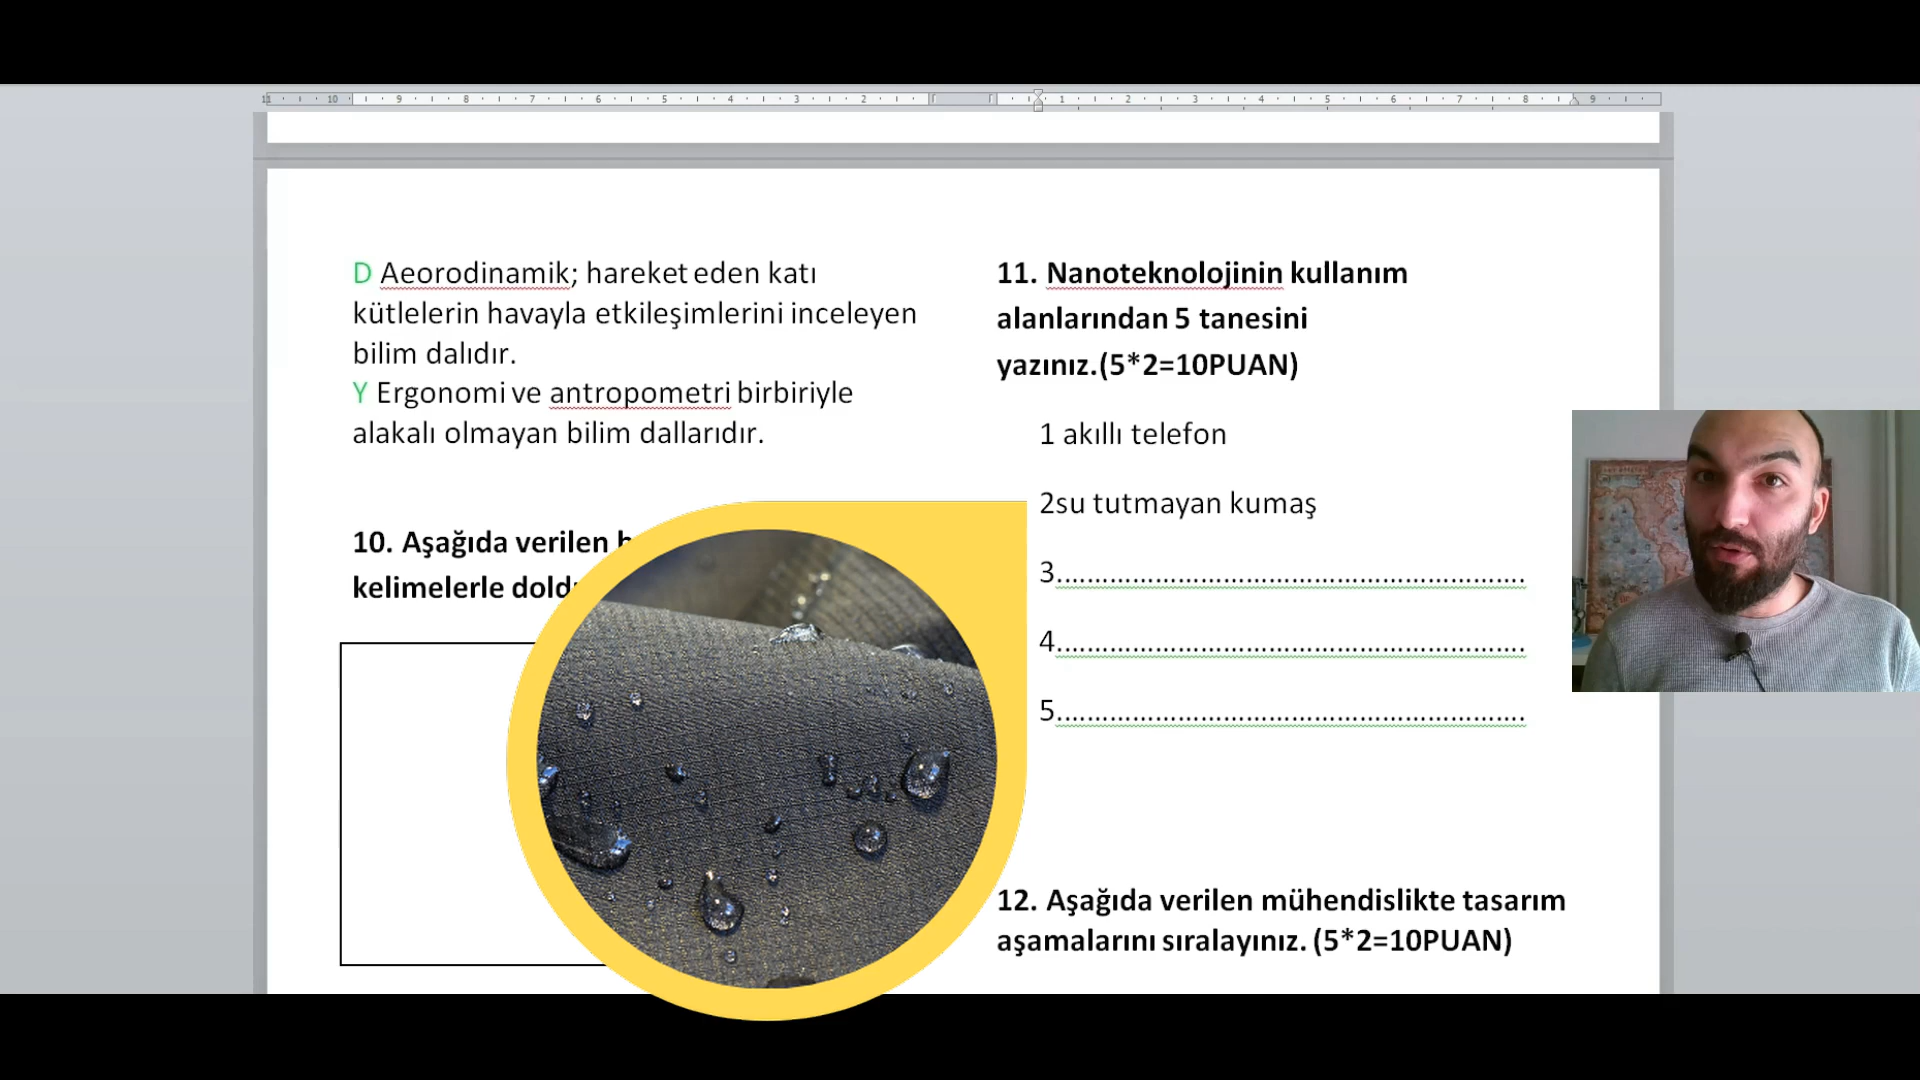 D Aeorodinamik; hareket eden katı
kütlelerin havayla etkileşimlerini inceleyen
bilim dalıdır.
Y Ergonomi ve antropometri birbiriyle
alakalı olmayan bilim dallarıdır.
10. Aşağıda verilen
kelimelerle
11. Nanoteknolojinin kullanım
alanlarından 5 tanesini
yazınız.(5*2=10PUAN)
1 akıllı telefon
2su tutmayan kumaş
3...............................................................
4...............................................................
5...............................................................
12. Aşağıda verilen mühendislikte tasarım
aşamalarını sıralayınız. (5*2=10PUAN)